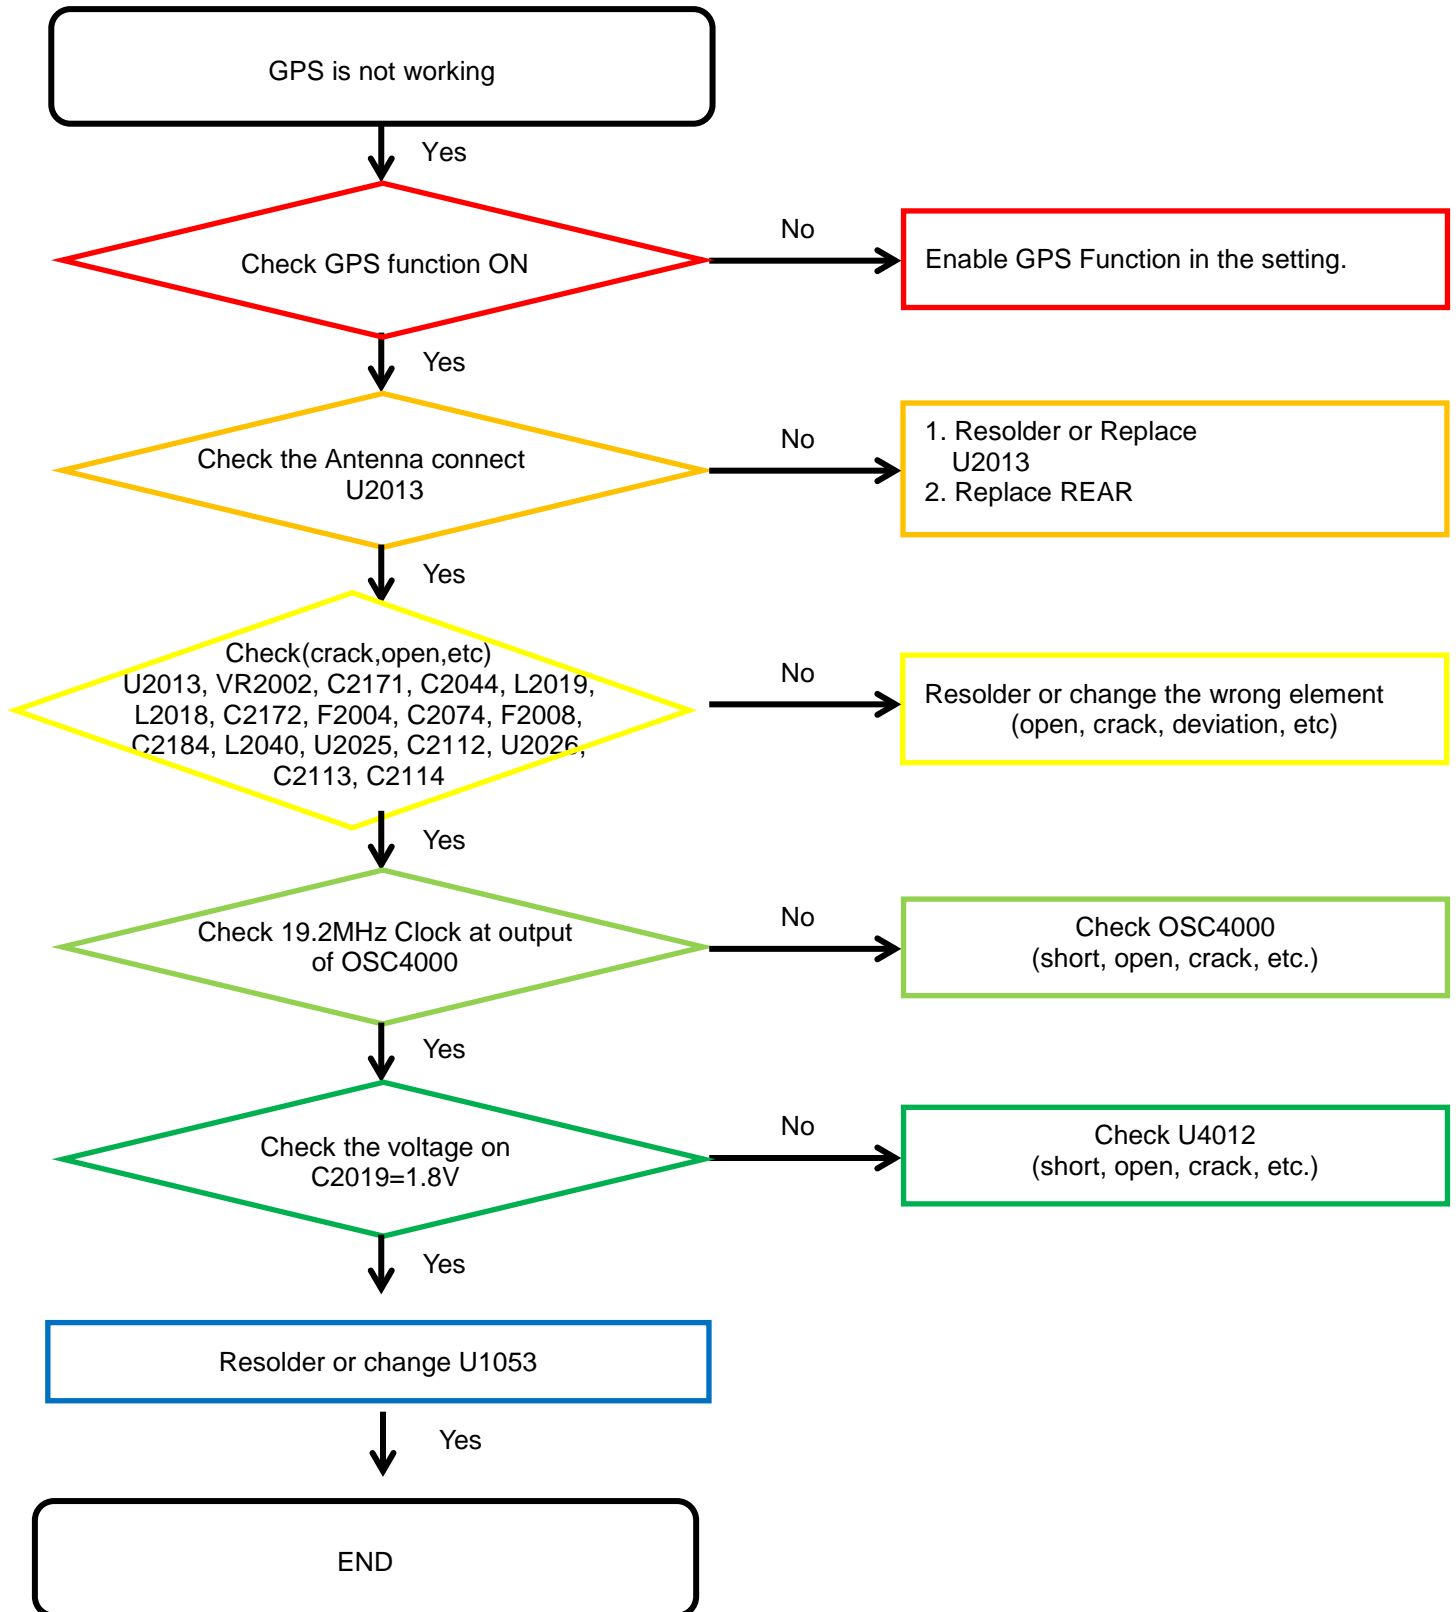 GPS is not working
Yes
Check GPS function ON
No
Enable GPS Function in the setting.
Yes
Check the Antenna connect
U2013
No
1. Resolder or Replace
U2013
2. Replace REAR
Yes
Check(crack,open,etc)
U2013, VR2002, C2171, C2044, L2019,
L2018, C2172, F2004, C2074, F2008,
C2184, L2040, U2025, C2112, U2026,
C2113, C2114
No
Resolder or change the wrong element
(open, crack, deviation, etc)
Yes
Check 19.2MHz Clock at output
of OSC4000
No
Check OSC4000
(short, open, crack, etc.)
Yes
Check the voltage on
C2019=1.8V
No
Check U4012
(short, open, crack, etc.)
Yes
Resolder or change U1053
Yes
END